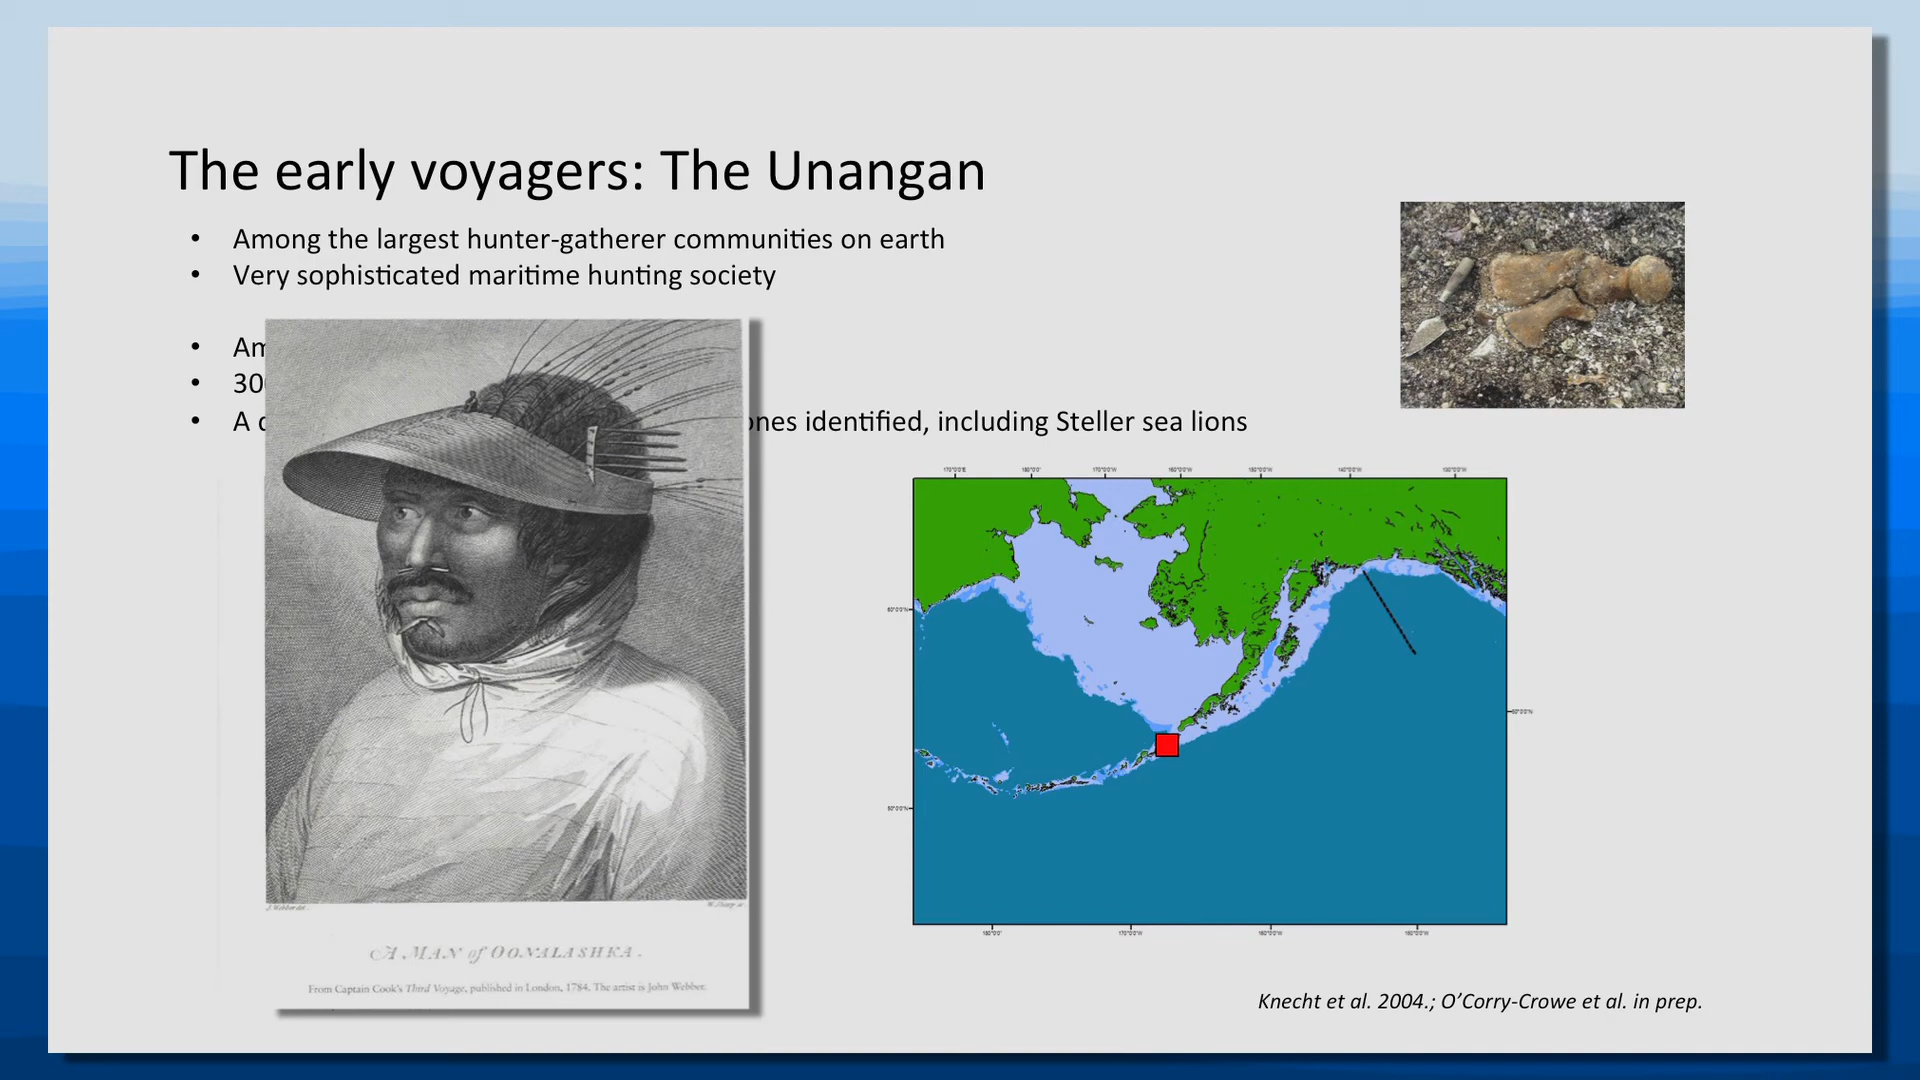 The early voyagers: The Unangan
• Among the largest hunter-gatherer communities on earth
• Very sophisticated maritime hunting society
• Am
• 300
• A ones identified, including Steller sea lions
A MAN of OONALASHKA.
From Captain Cook's Third Voyage, published in London, 1784. The artist is John Webber.
Knecht et al. 2004.; O'Corry-Crowe et al. in prep.